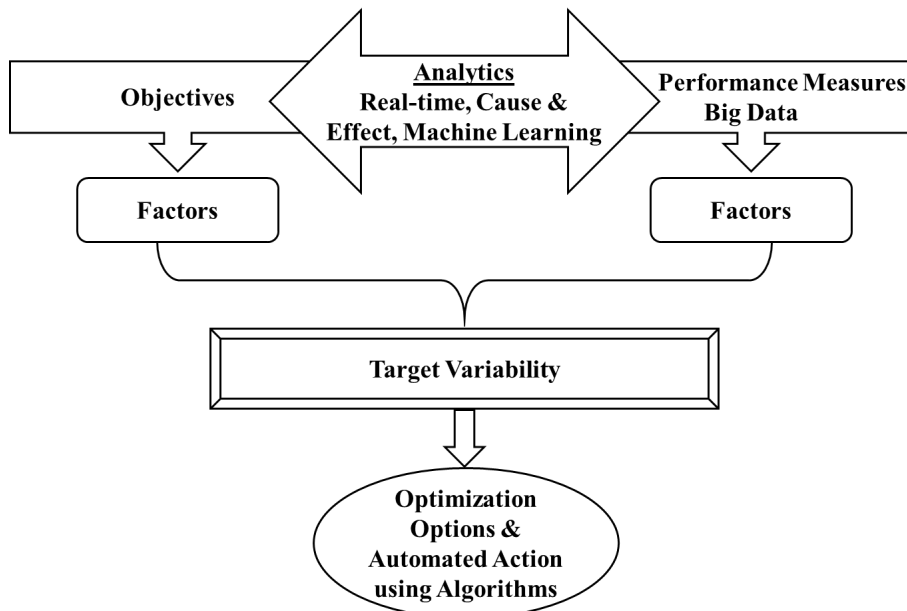 Analytics
Real-time, Cause &
Effect, Machine Learning
Objectives
Performance Measures
Big Data
Factors
Factors
Target Variability
Optimization
Options &
Automated Action
using Algorithms